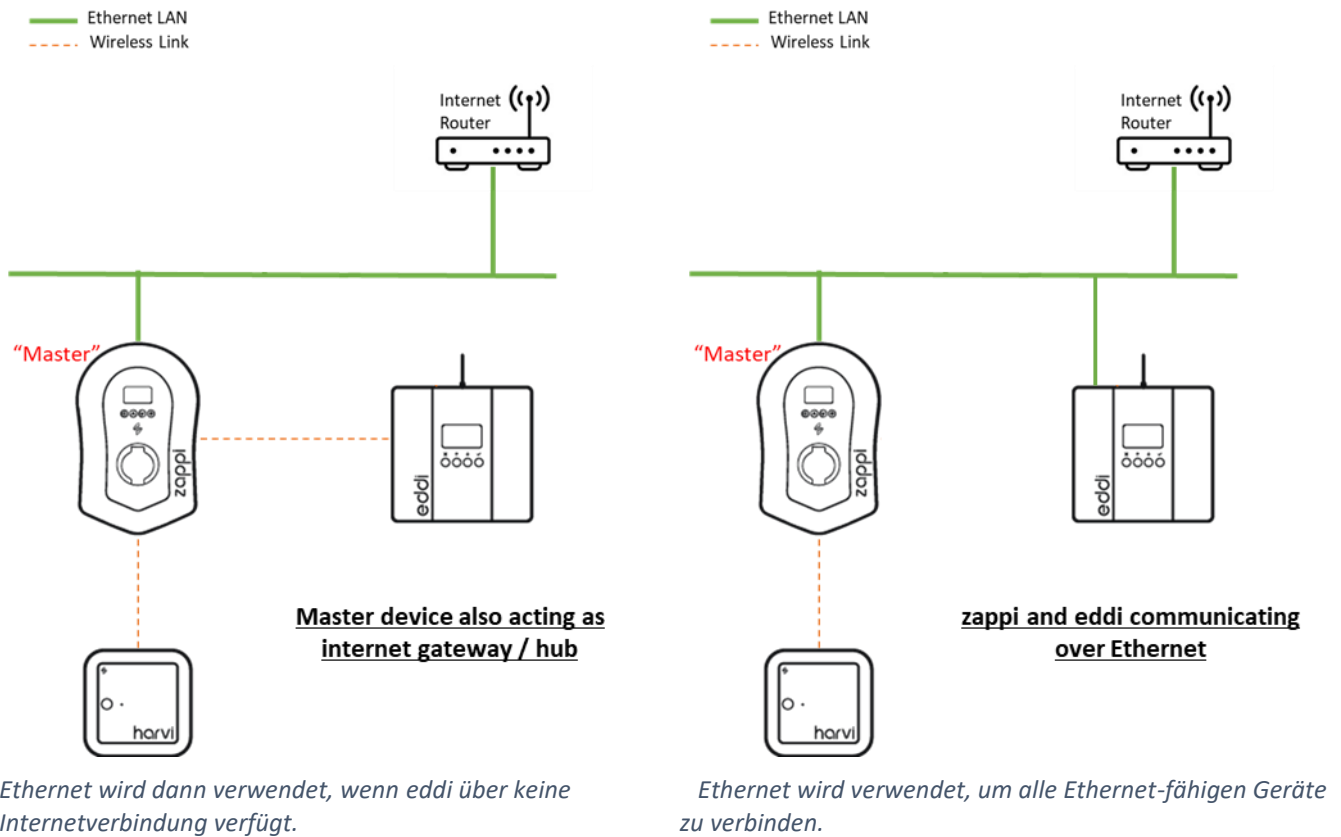 Ethernet LAN
Wireless Link
Internet
Router
“Master”
zappi
eddi
Master device also acting as
internet gateway / hub
harvi
Ethernet wird dann verwendet, wenn eddi über keine
Internetverbindung verfügt.
Ethernet LAN
Wireless Link
Internet
Router
“Master”
zappi
eddi
zappi and eddi communicating
over Ethernet
harvi
Ethernet wird verwendet, um alle Ethernet-fähigen Geräte
zu verbinden.